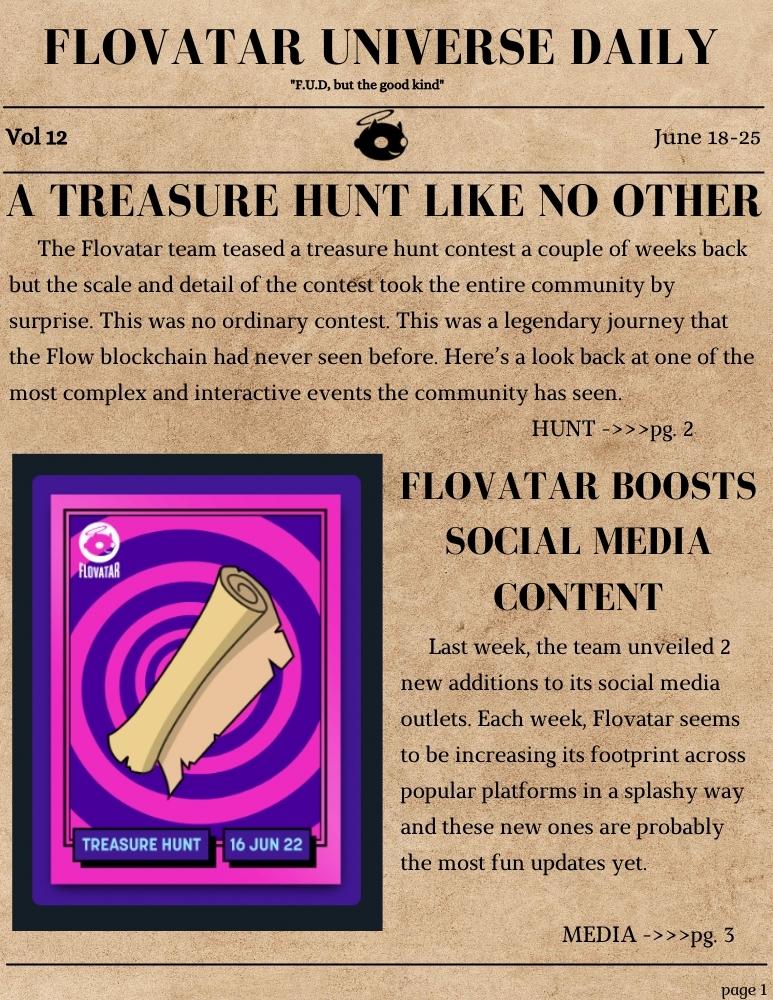 FLOVATAR UNIVERSE DAILY
"F.U.D, but the good kind"
Vol 12
June 18-25
A TREASURE HUNT LIKE NO OTHER
The Flovatar team teased a treasure hunt contest a couple of weeks back
but the scale and detail of the contest took the entire community by
surprise. This was no ordinary contest. This was a legendary journey that
the Flow blockchain had never seen before. Here’s a look back at one of the
most complex and interactive events the community has seen.
HUNT ->>>pg. 2
FLOVATAR
TREASURE HUNT
16 JUN 22
FLOVATAR BOOSTS
SOCIAL MEDIA
CONTENT
Last week, the team unveiled 2
new additions to its social media
outlets. Each week, Flovatar seems
to be increasing its footprint across
popular platforms in a splashy way
and these new ones are probably
the most fun updates yet.
MEDIA ->>>pg. 3
page 1